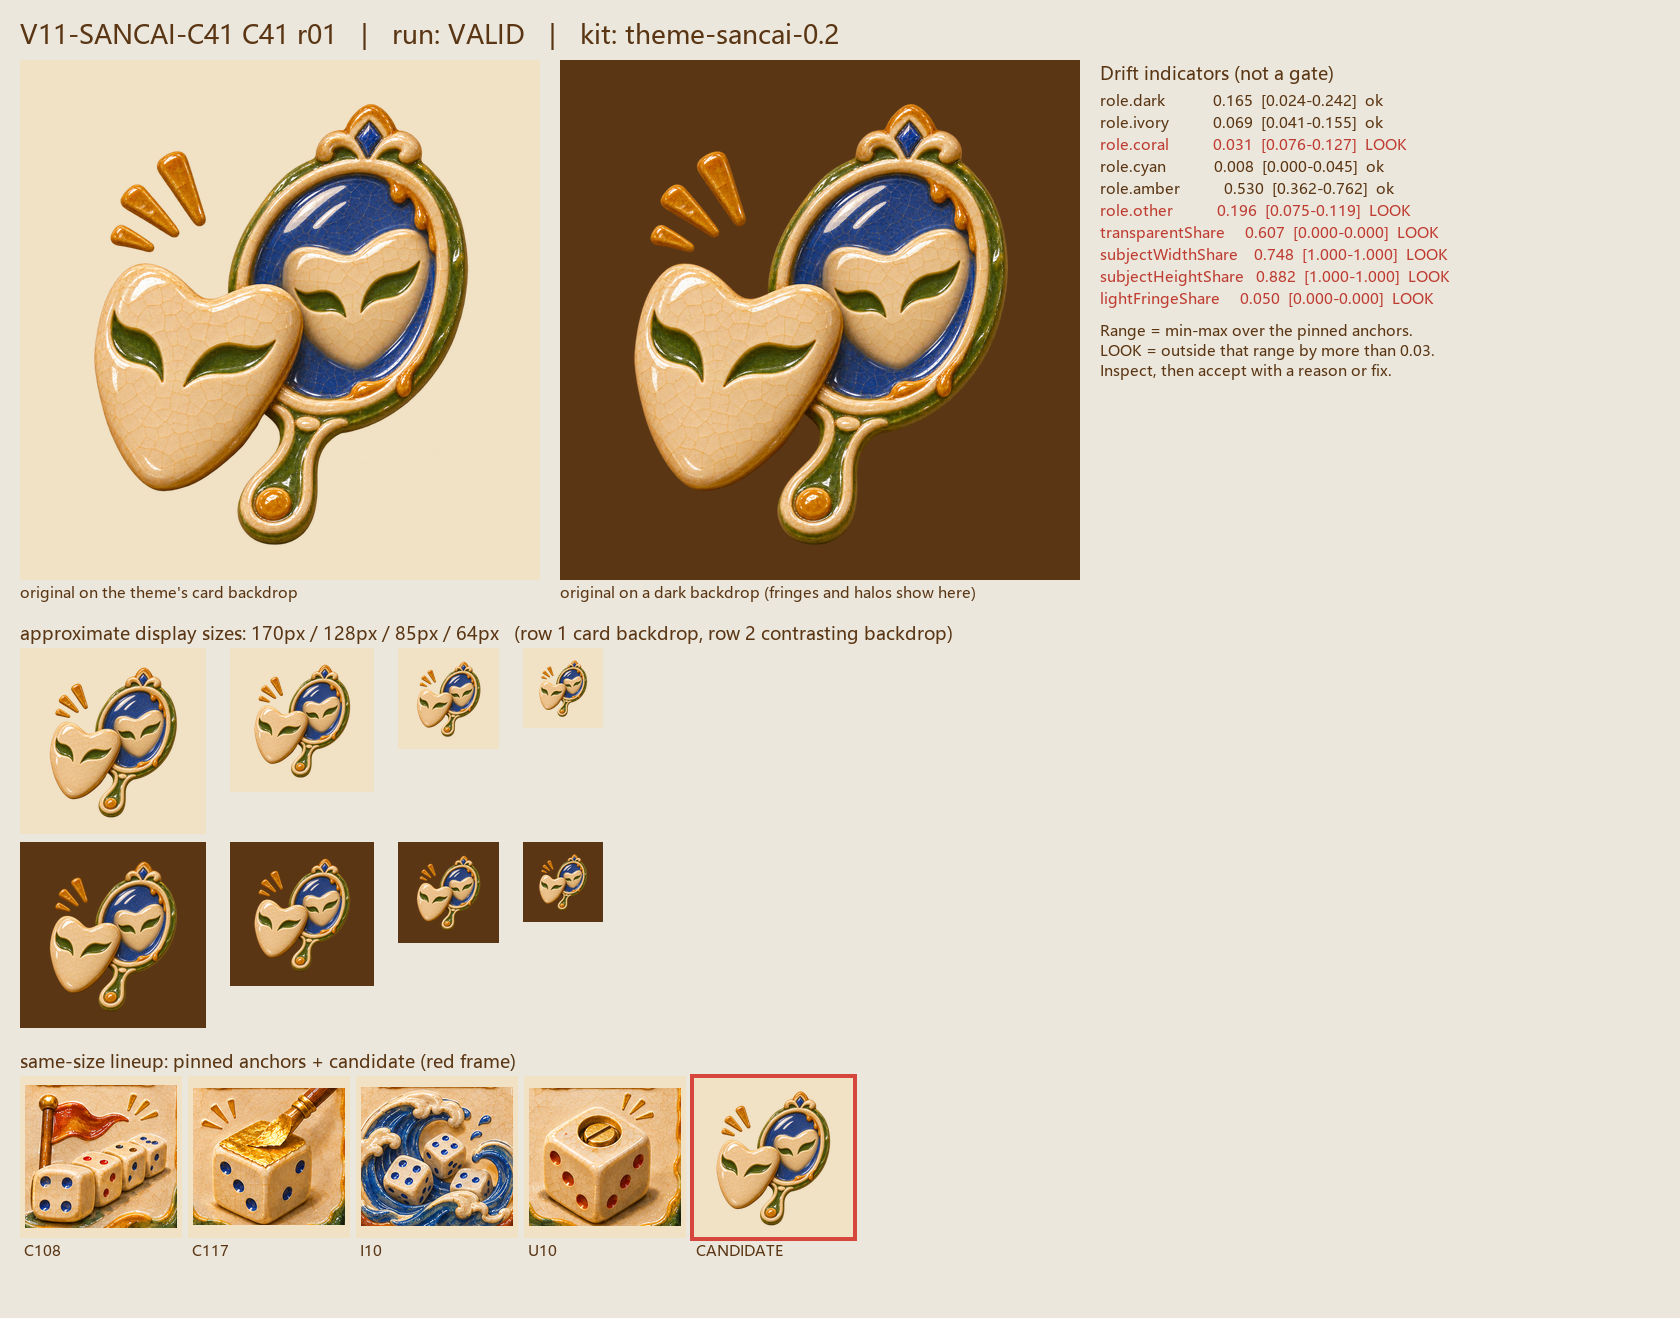 V11-SANCAI-C41 C41 r01 | run: VALID | kit: theme-sancai-0.2
Drift indicators (not a gate)
role.dark 0.165 [0.024-0.242] ok
role.ivory 0.069 [0.041-0.155] ok
role.coral 0.031 [0.076-0.127] LOOK
role.cyan 0.008 [0.000-0.045] ok
role.amber 0.530 [0.362-0.762] ok
role.other 0.196 [0.075-0.119] LOOK
transparentShare 0.607 [0.000-0.000] LOOK
subjectWidthShare 0.748 [1.000-1.000] LOOK
subjectHeightShare 0.882 [1.000-1.000] LOOK
lightFringeShare 0.050 [0.000-0.000] LOOK
Range = min-max over the pinned anchors.
LOOK = outside that range by more than 0.03.
Inspect, then accept with a reason or fix.
original on the theme's card backdrop
original on a dark backdrop (fringes and halos show here)
approximate display sizes: 170px / 128px / 85px / 64px (row 1 card backdrop, row 2 contrasting backdrop)
same-size lineup: pinned anchors + candidate (red frame)
C108
C117
I10
U10
CANDIDATE